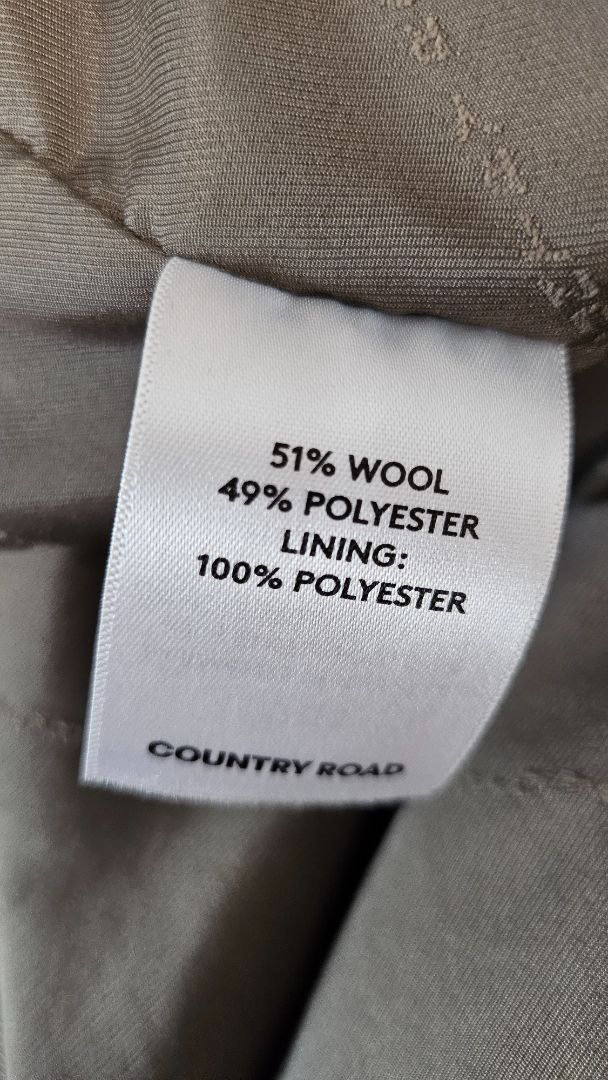 51% WOOL
49% POLYESTER
LINING:
100% POLYESTER
COUNTRY ROAD